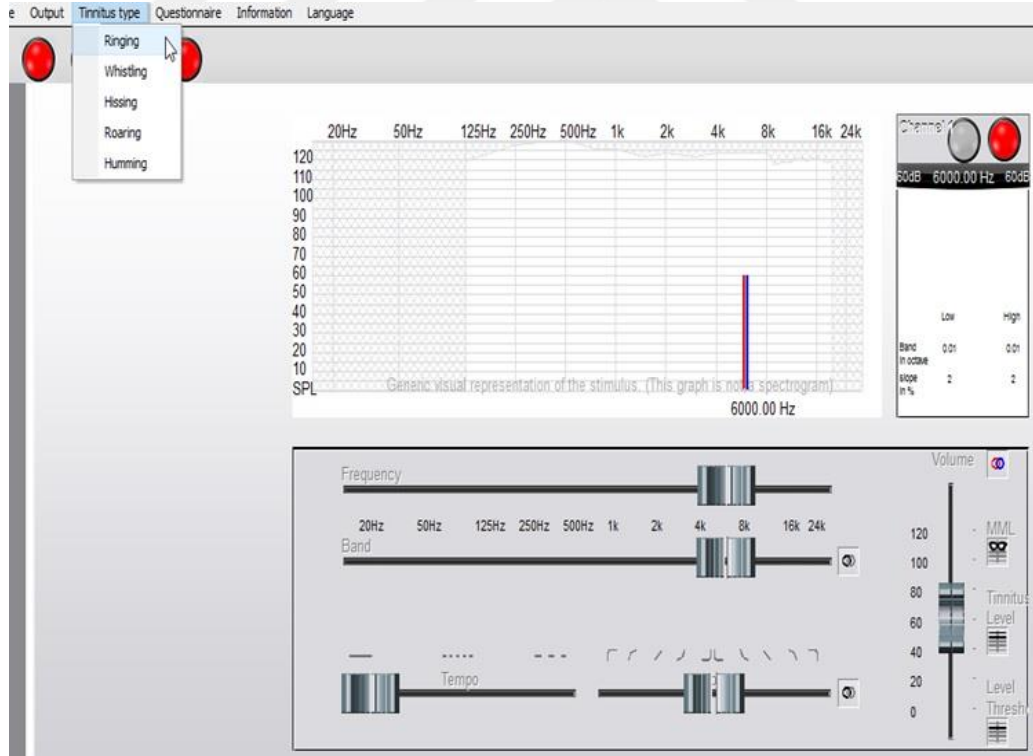 e Output Tinnitus type Questionnaire Information Language
Ringing
Whistling
Hissing
Roaring
Humming
20Hz 50Hz 125Hz 250Hz 500Hz 1k 2k 4k 8k 16k 24k
120
110
100
90
80
70
60
50
40
30
20
10
SPL
Generic visual representation of the stimulus. (This graph is not a spectrogram)
6000.00 Hz
Channel 1
60dB 6000.00 Hz 60dB
Low High
Band in octave 0.01 0.01
slope in % 2 2
Frequency
20Hz 50Hz 125Hz 250Hz 500Hz 1k 2k 4k 8k 16k 24k
Band
Tempo
Volume
120
100
80
60
40
20
0
MML
Tinnitus
Level
Level
Thresh